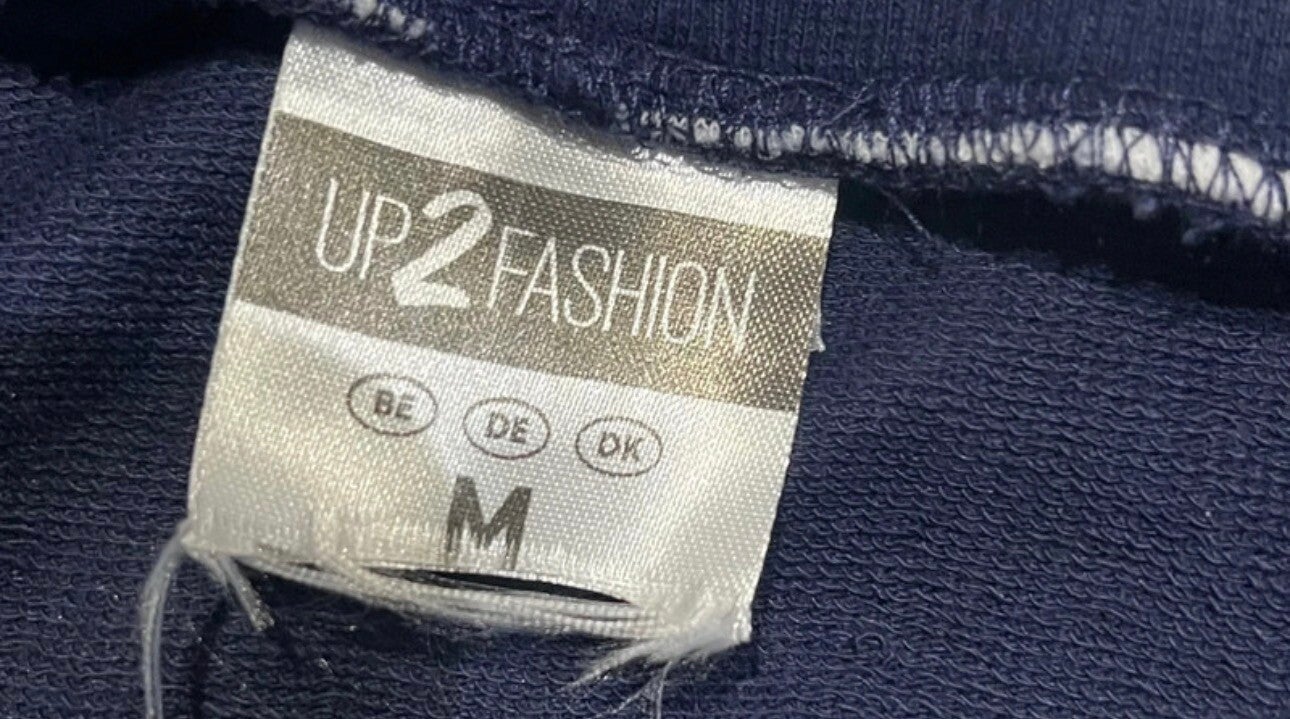 UP2FASHION
BE DE DK
M